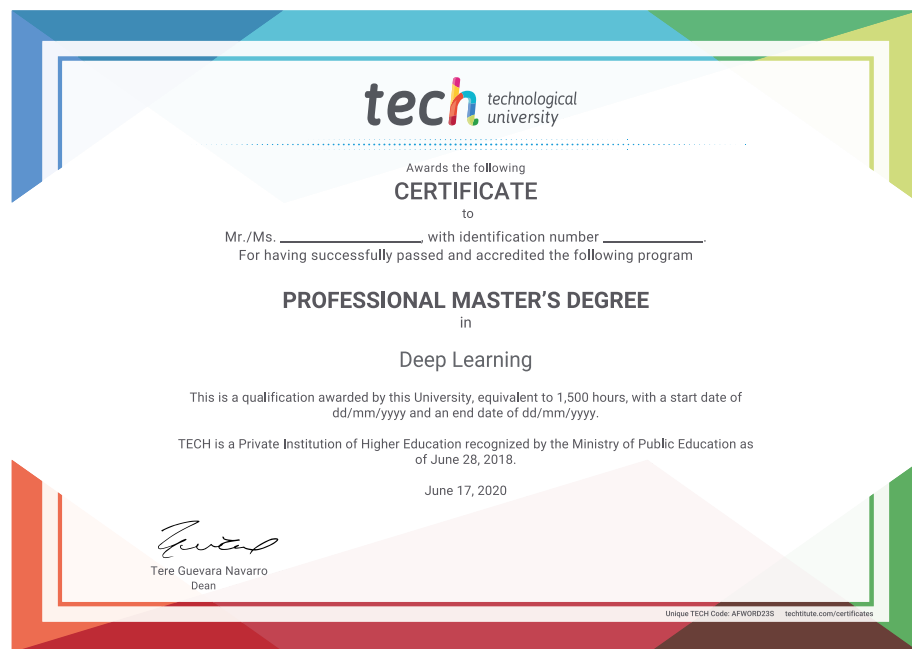 tech technological
university
Awards the following
CERTIFICATE
to
Mr./Ms. ____________________, with identification number ______________.
For having successfully passed and accredited the following program
PROFESSIONAL MASTER'S DEGREE
in
Deep Learning
This is a qualification awarded by this University, equivalent to 1,500 hours, with a start date of
dd/mm/yyyy and an end date of dd/mm/yyyy.
TECH is a Private Institution of Higher Education recognized by the Ministry of Public Education as
of June 28, 2018.
June 17, 2020
Tere Guevara Navarro
Dean
Unique TECH Code: AFWORD23S techtitute.com/certificates